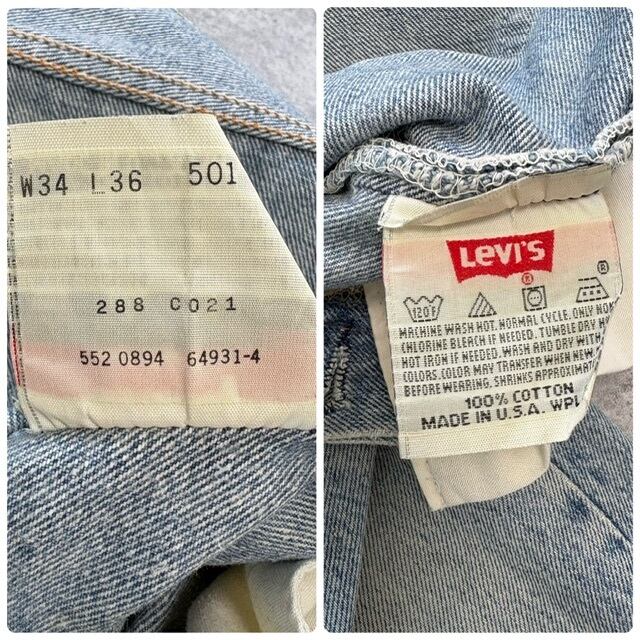 W34 L36 501
288 C021
552 0894 64931-4
LEVI'S
®
®
120F
MACHINE WASH HOT. NORMAL CYCLE. ONLY NON
CHLORINE BLEACH IF NEEDED. TUMBLE DRY
HOT IRON IF NEEDED. WASH AND DRY WITH
COLORS. COLOR MAY TRANSFER WHEN NEW
BEFORE WEARING. SHRINKS APPROXIMA
100% COTTON
MADE IN U.S.A. WPL